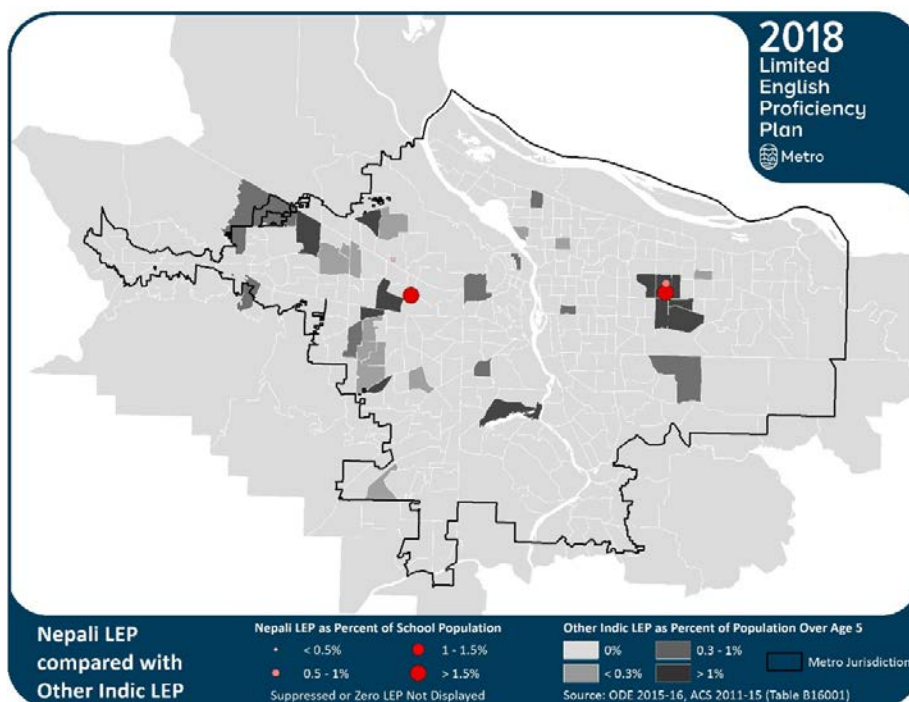 2018
Limited
English
Proficiency
Plan
Metro
Nepali LEP
compared with
Other Indic LEP
Nepali LEP as Percent of School Population
< 0.5%
0.5 - 1%
1 - 1.5%
> 1.5%
Suppressed or Zero LEP Not Displayed
Other Indic LEP as Percent of Population Over Age 5
0%
< 0.3%
0.3 - 1%
> 1%
Metro Jurisdiction
Source: ODE 2015-16, ACS 2011-15 (Table B16001)